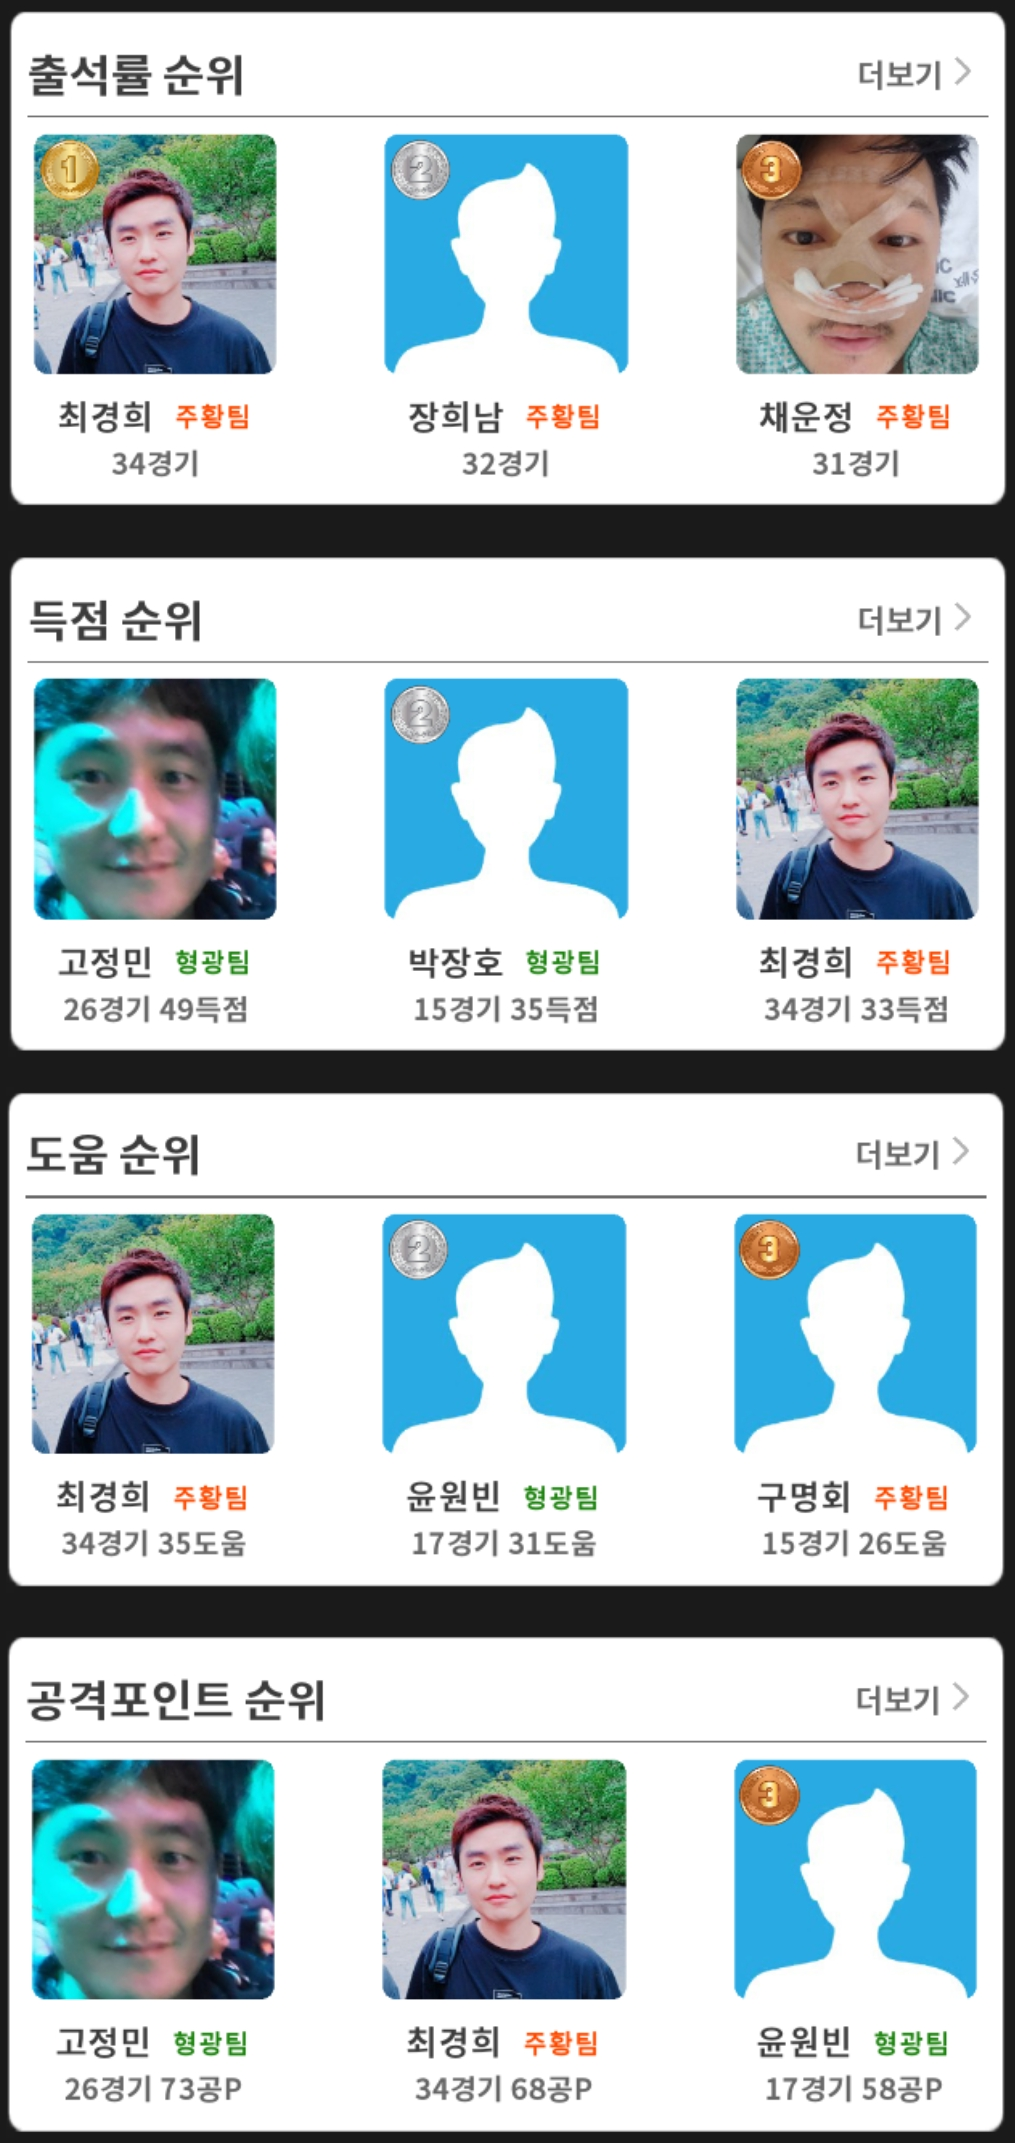 출석률 순위
더보기 >
1
2
3
IC
NIC
최경희 주황팀
장희남 주황팀
채운정 주황팀
34경기
32경기
31경기
득점 순위
더보기 >
2
고정민 형광팀
박장호 형광팀
최경희 주황팀
26경기 49득점
15경기 35득점
34경기 33득점
도움 순위
더보기 >
2
3
최경희 주황팀
윤원빈 형광팀
구명회 주황팀
34경기 35도움
17경기 31도움
15경기 26도움
공격포인트 순위
더보기 >
3
고정민 형광팀
최경희 주황팀
윤원빈 형광팀
26경기 73공P
34경기 68공P
17경기 58공P